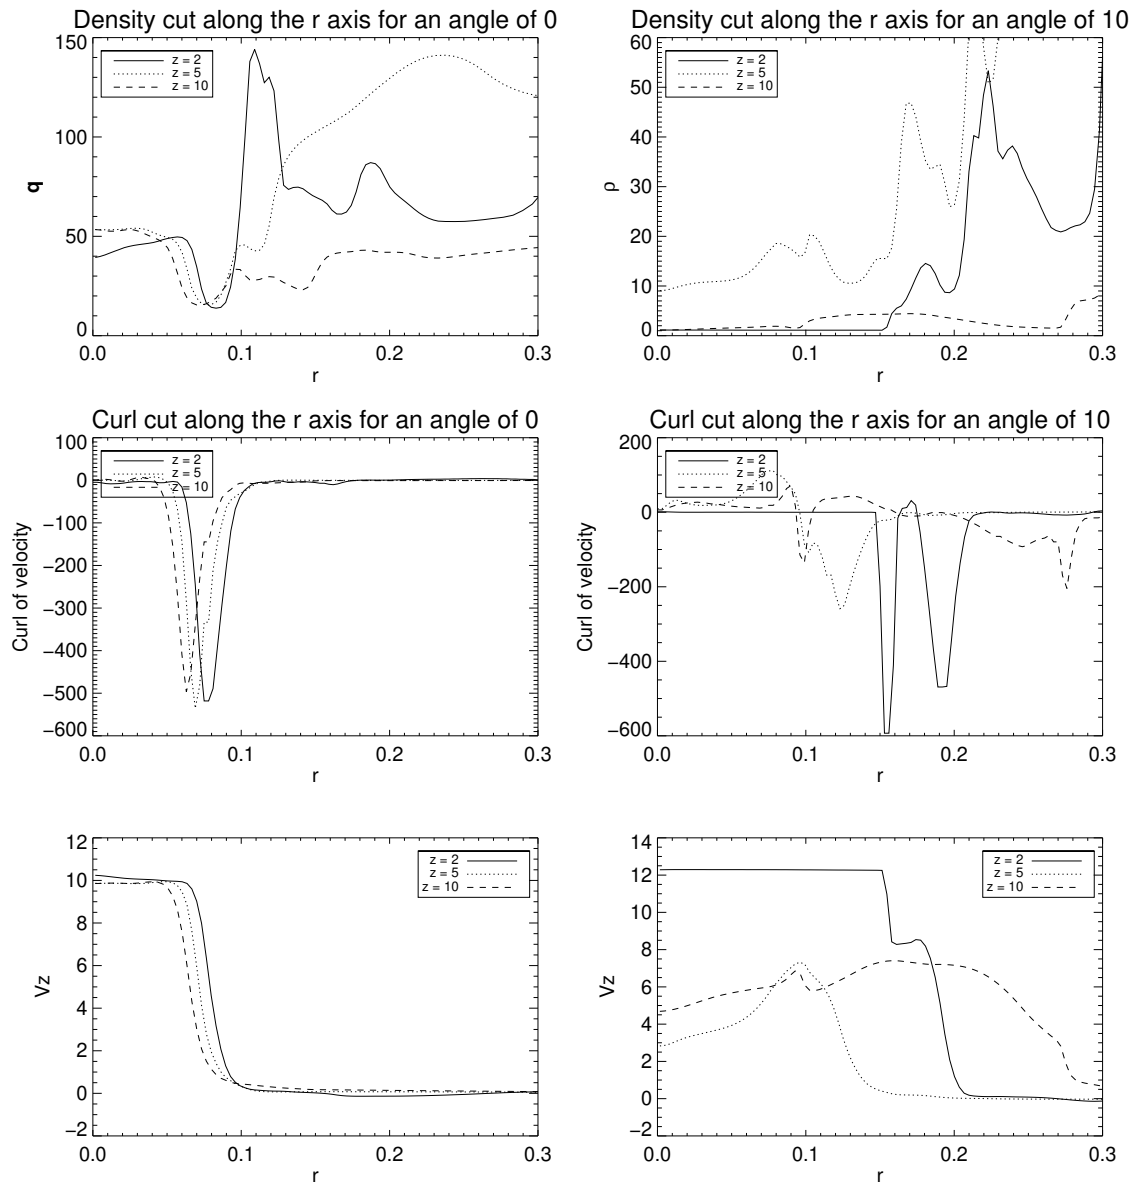 Density cut along the r axis for an angle of 0
150
100
50
0
q
z = 2
z = 5
z = 10
0.0 0.1 0.2 0.3
r
Density cut along the r axis for an angle of 10
60
50
40
30
20
10
0
ρ
z = 2
z = 5
z = 10
0.0 0.1 0.2 0.3
r
Curl cut along the r axis for an angle of 0
100
0
−100
−200
−300
−400
−500
−600
Curl of velocity
z = 2
z = 5
z = 10
0.0 0.1 0.2 0.3
r
Curl cut along the r axis for an angle of 10
200
0
−200
−400
−600
Curl of velocity
z = 2
z = 5
z = 10
0.0 0.1 0.2 0.3
r
12
10
8
6
4
2
0
−2
Vz
z = 2
z = 5
z = 10
0.0 0.1 0.2 0.3
r
14
12
10
8
6
4
2
0
−2
Vz
z = 2
z = 5
z = 10
0.0 0.1 0.2 0.3
r